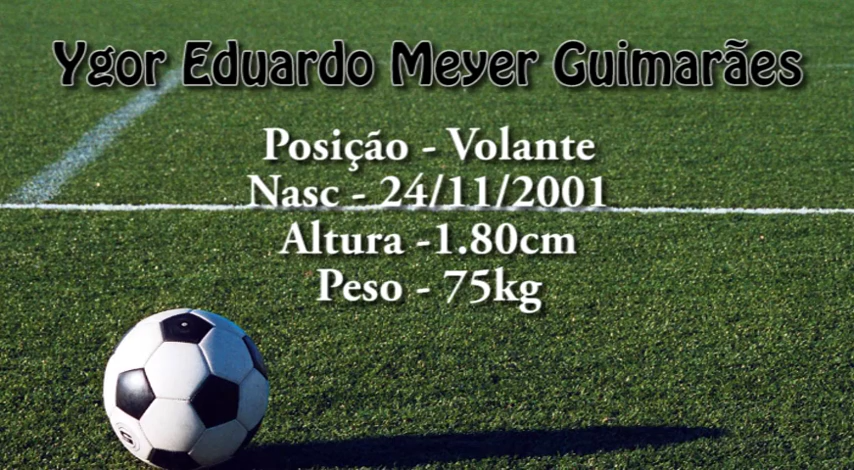 Ygor Eduardo Meyer Guimarães
Posição - Volante
Nasc - 24/11/2001
Altura -1.80cm
Peso - 75kg